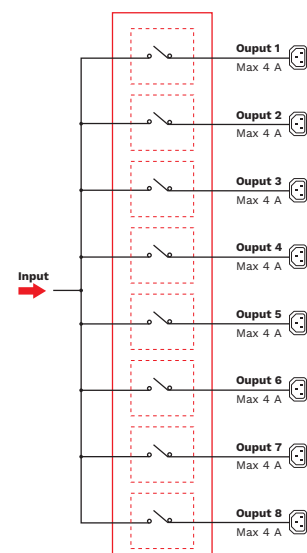 Ouput 1
Max 4 A
Ouput 2
Max 4 A
Ouput 3
Max 4 A
Ouput 4
Max 4 A
Input
Ouput 5
Max 4 A
Ouput 6
Max 4 A
Ouput 7
Max 4 A
Ouput 8
Max 4 A